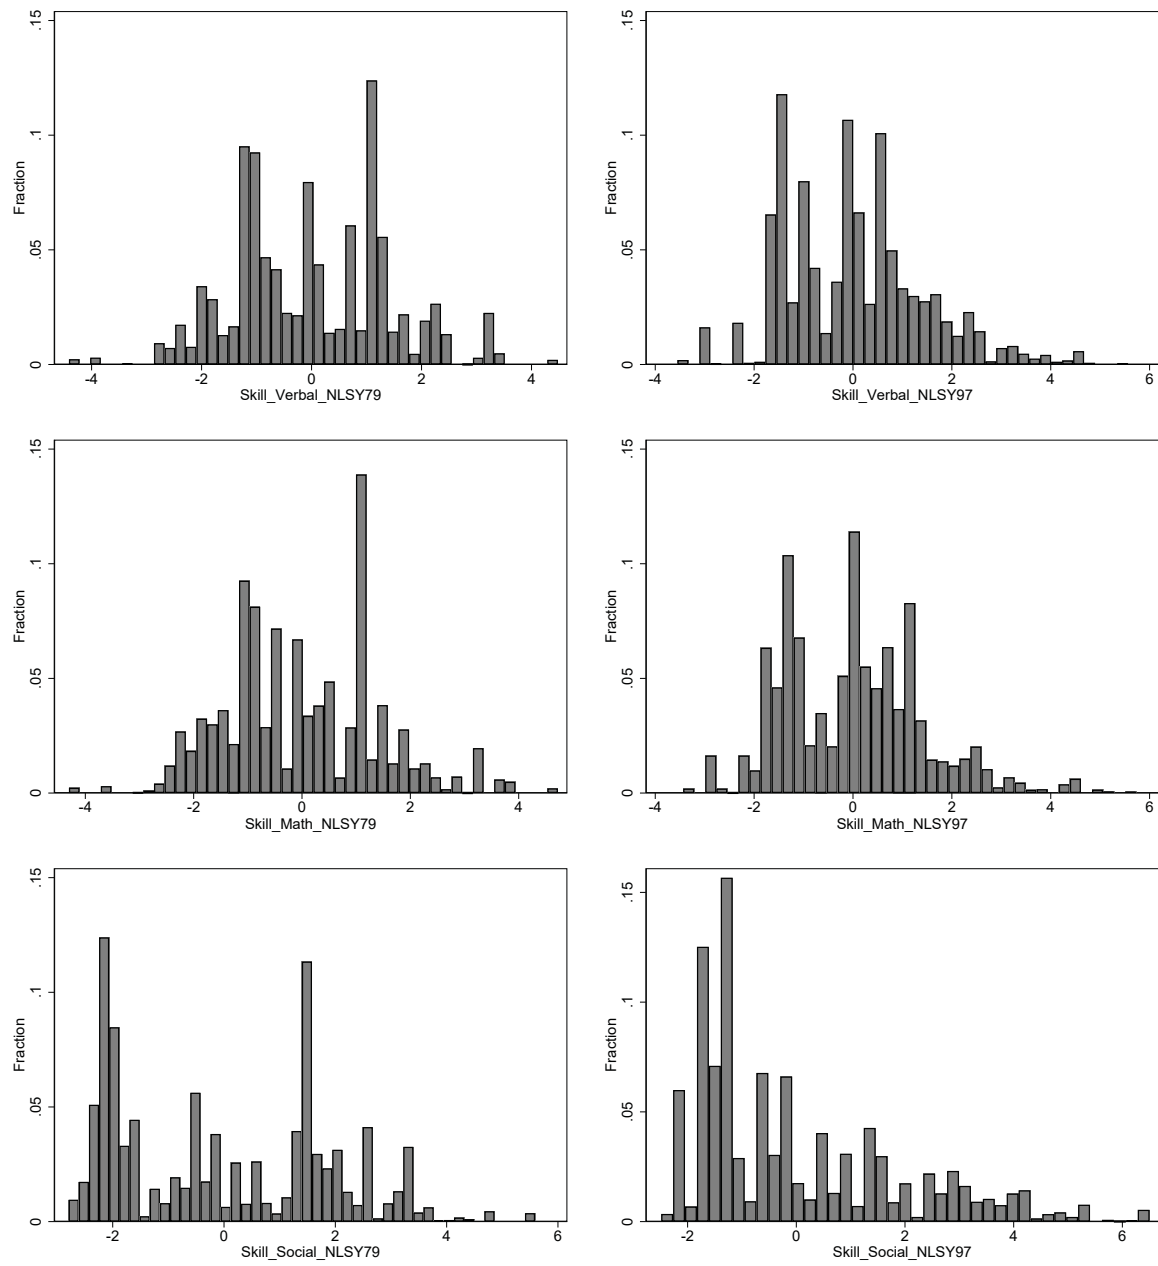 .15
.1
.05
0
Fraction
-4 -2 0 2 4
Skill_Verbal_NLSY79
.15
.1
.05
0
Fraction
-4 -2 0 2 4 6
Skill_Verbal_NLSY97
.15
.1
.05
0
Fraction
-4 -2 0 2 4
Skill_Math_NLSY79
.15
.1
.05
0
Fraction
-4 -2 0 2 4 6
Skill_Math_NLSY97
.15
.1
.05
0
Fraction
-2 0 2 4 6
Skill_Social_NLSY79
.15
.1
.05
0
Fraction
-2 0 2 4 6
Skill_Social_NLSY97